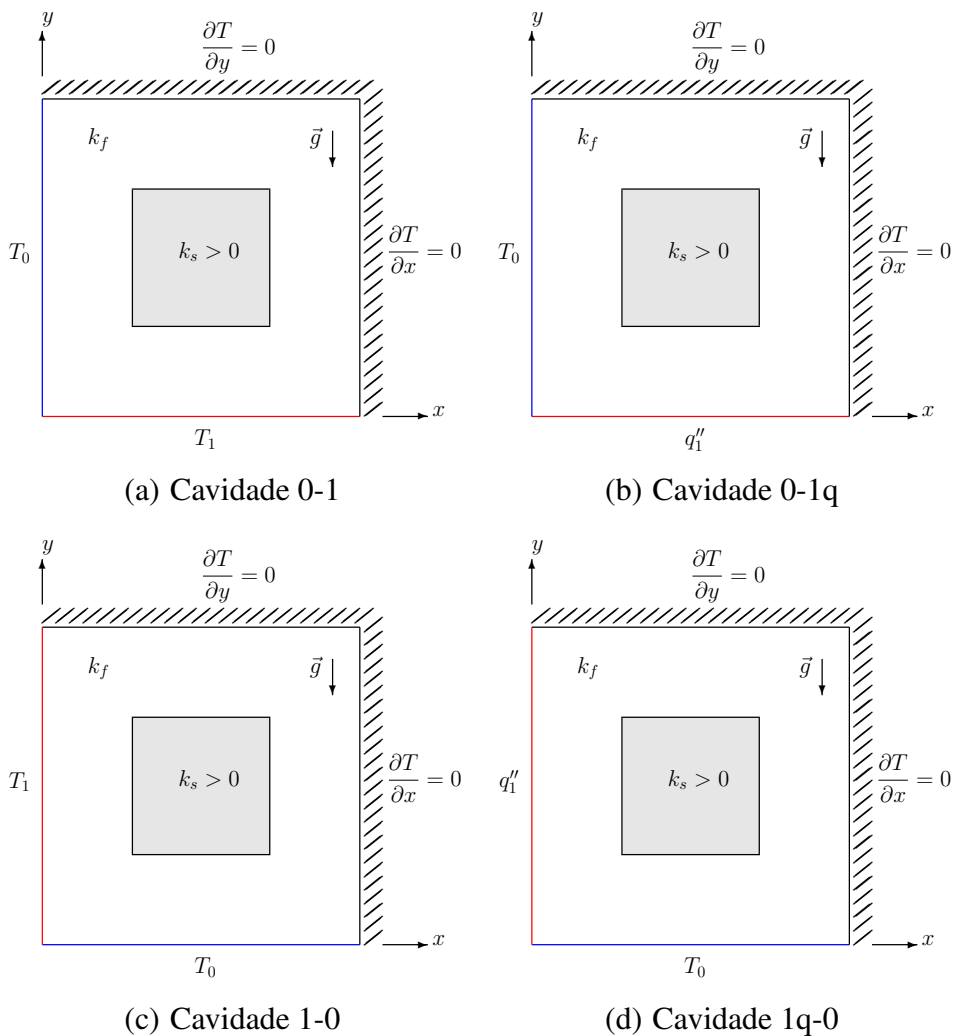 y
∂T/∂y = 0
k_f
g⃗
T_0
k_s > 0
∂T/∂x = 0
x
T_1
(a) Cavidade 0-1
y
∂T/∂y = 0
k_f
g⃗
T_0
k_s > 0
∂T/∂x = 0
x
q_1''
(b) Cavidade 0-1q
y
∂T/∂y = 0
k_f
g⃗
T_1
k_s > 0
∂T/∂x = 0
x
T_0
(c) Cavidade 1-0
y
∂T/∂y = 0
k_f
g⃗
q_1''
k_s > 0
∂T/∂x = 0
x
T_0
(d) Cavidade 1q-0